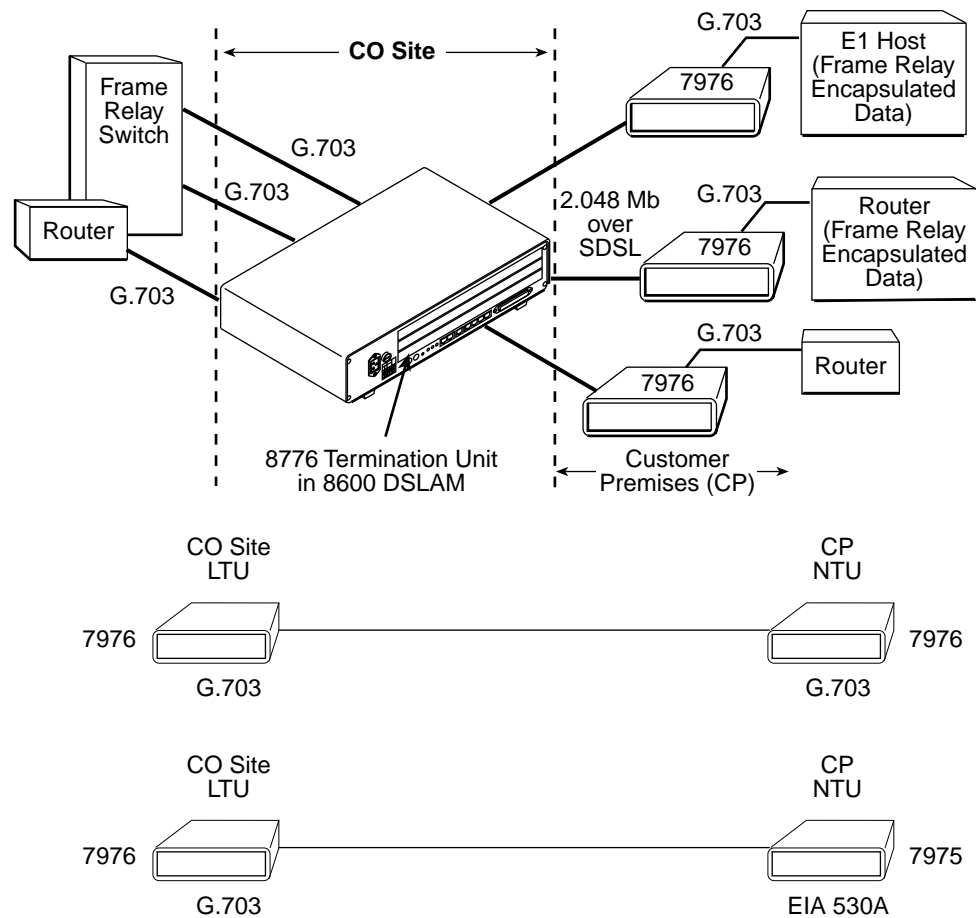 CO Site
G.703
E1 Host
(Frame Relay
Encapsulated
Data)
7976
Frame
Relay
Switch
G.703
G.703
Router
G.703
2.048 Mb
over
SDSL
G.703
7976
Router
(Frame Relay
Encapsulated
Data)
G.703
7976
Router
8776 Termination Unit
in 8600 DSLAM
Customer
Premises (CP)
CO Site
LTU
CP
NTU
7976
7976
G.703
G.703
CO Site
LTU
CP
NTU
7976
7975
G.703
EIA 530A